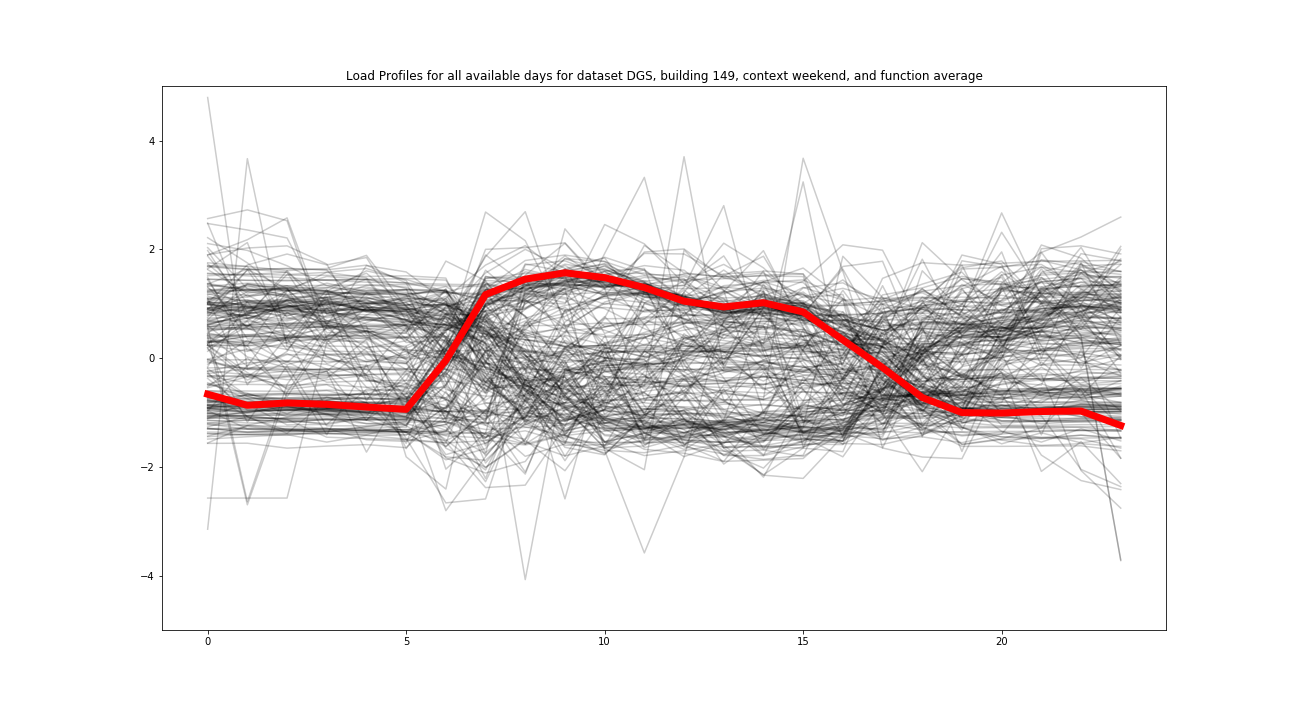 Load Profiles for all available days for dataset DGS, building 149, context weekend, and function average
4
2
0
−2
−4
0 5 10 15 20